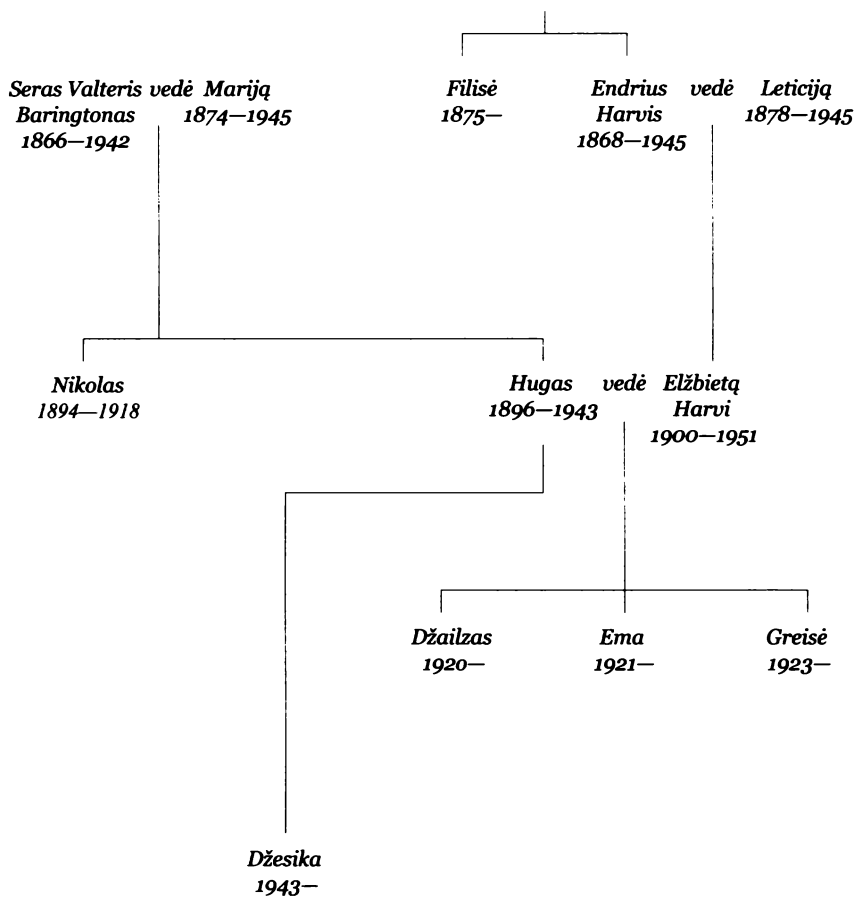 Seras Valteris vedė Mariją
Baringtonas 1874—1945
1866—1942
Filisė
1875—
Endrius vedė Leticiją
Harvis 1878—1945
1868—1945
Nikolas
1894—1918
Hugas vedė Elžbietą
1896—1943 Harvi
1900—1951
Džailzas
1920—
Ema
1921—
Greisė
1923—
Džesika
1943—